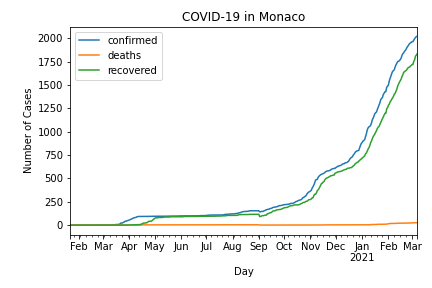 COVID-19 in Monaco
confirmed
deaths
recovered
Number of Cases
2000
1750
1500
1250
1000
750
500
250
0
Feb Mar Apr May Jun Jul Aug Sep Oct Nov Dec Jan Feb Mar
2021
Day